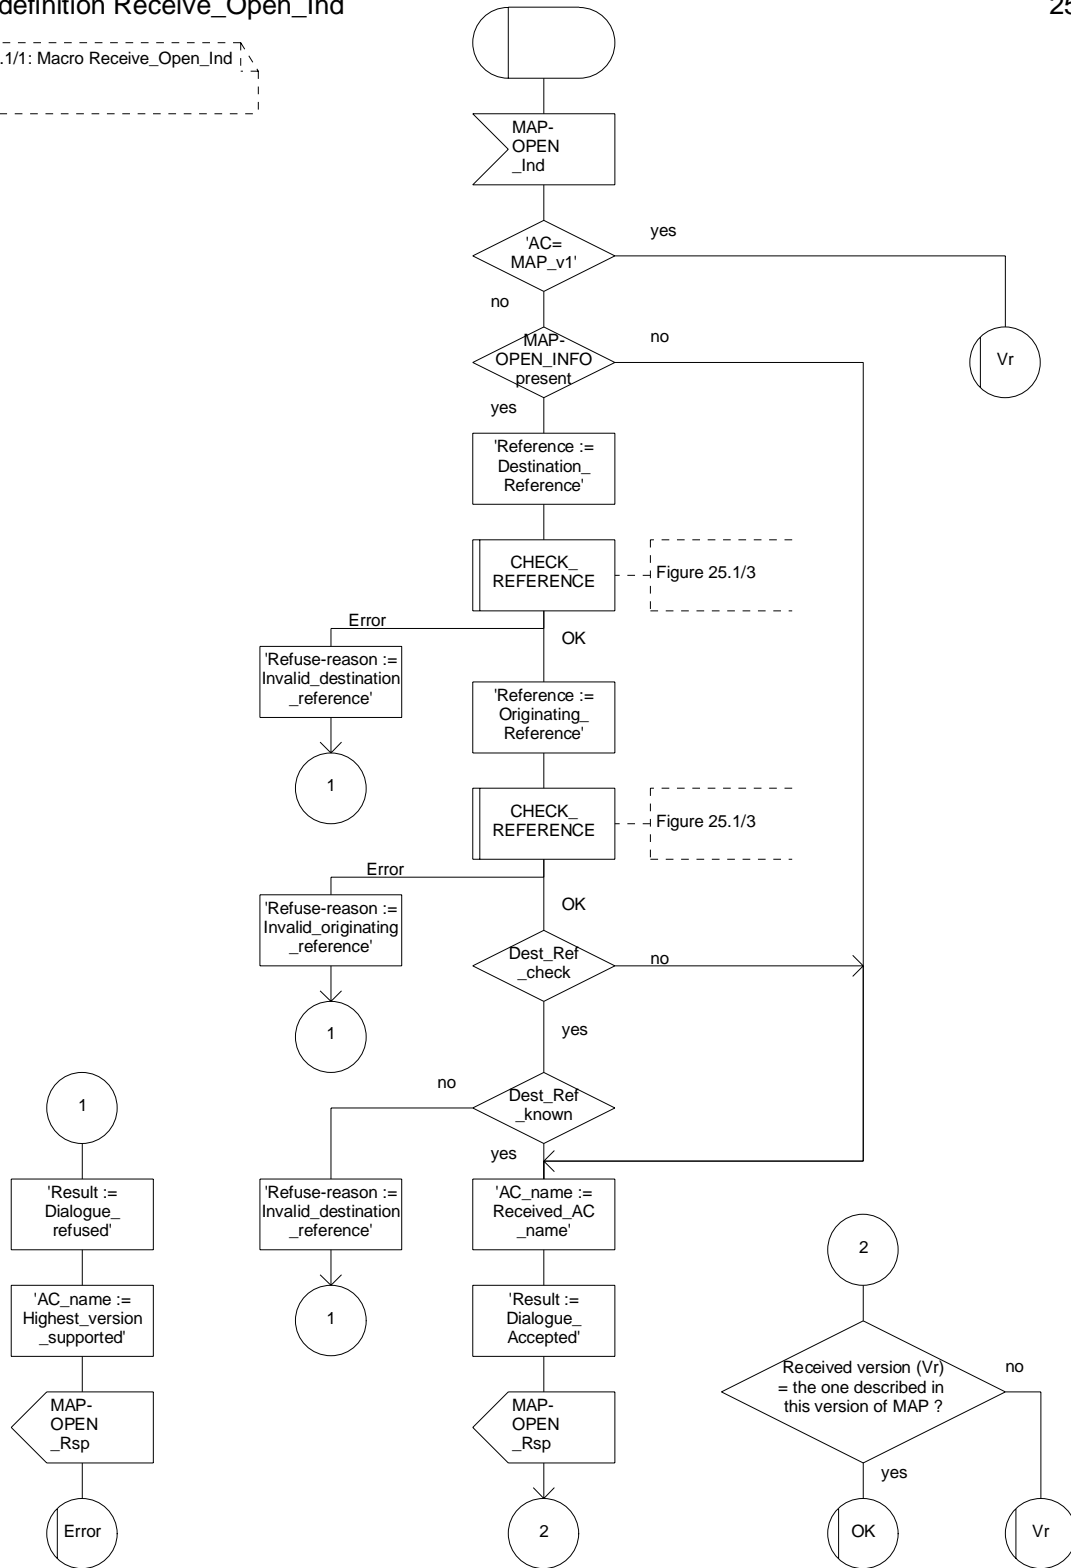 definition Receive_Open_Ind
25
.1/1: Macro Receive_Open_Ind
MAP-
OPEN
_Ind
'AC=
MAP_v1'
yes
no
MAP-
OPEN_INFO
present
no
yes
Vr
'Reference :=
Destination_
Reference'
CHECK_
REFERENCE
Figure 25.1/3
Error
OK
'Refuse-reason :=
Invalid_destination
_reference'
1
'Reference :=
Originating_
Reference'
CHECK_
REFERENCE
Figure 25.1/3
Error
OK
'Refuse-reason :=
Invalid_originating
_reference'
1
Dest_Ref
_check
no
yes
Dest_Ref
_known
no
yes
1
'Result :=
Dialogue_
refused'
'AC_name :=
Highest_version
_supported'
MAP-
OPEN
_Rsp
Error
'Refuse-reason :=
Invalid_destination
_reference'
1
'AC_name :=
Received_AC
_name'
'Result :=
Dialogue_
Accepted'
MAP-
OPEN
_Rsp
2
2
Received version (Vr)
= the one described in
this version of MAP ?
no
yes
OK
Vr